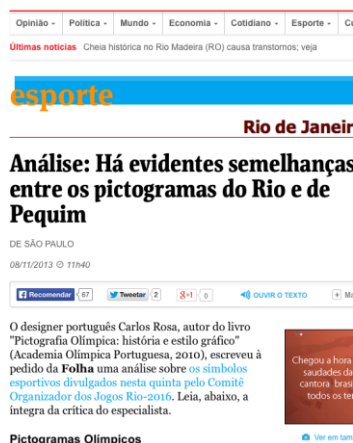 Opinião Política Mundo Economia Cotidiano Esporte
Últimas notícias Cheia histórica no Rio Madeira (RO) causa transtornos; veja
esporte
Rio de Janeir
Análise: Há evidentes semelhanças
entre os pictogramas do Rio e de
Pequim
DE SÃO PAULO
08/11/2013 11h40
Recomendar 67 Tweetar 2 +1 0 OUVIR O TEXTO + Ma
O designer português Carlos Rosa, autor do livro
"Pictografia Olímpica: história e estilo gráfico"
(Academia Olímpica Portuguesa, 2010), escreveu à
pedido da Folha uma análise sobre os símbolos
esportivos divulgados nesta quinta pelo Comitê
Organizador dos Jogos Rio-2016. Leia, abaixo, a
íntegra da crítica do especialista.
Chegou a hora
saudades da
cantora brasi
todos os te
Ver em tam
Pictogramas Olímpicos